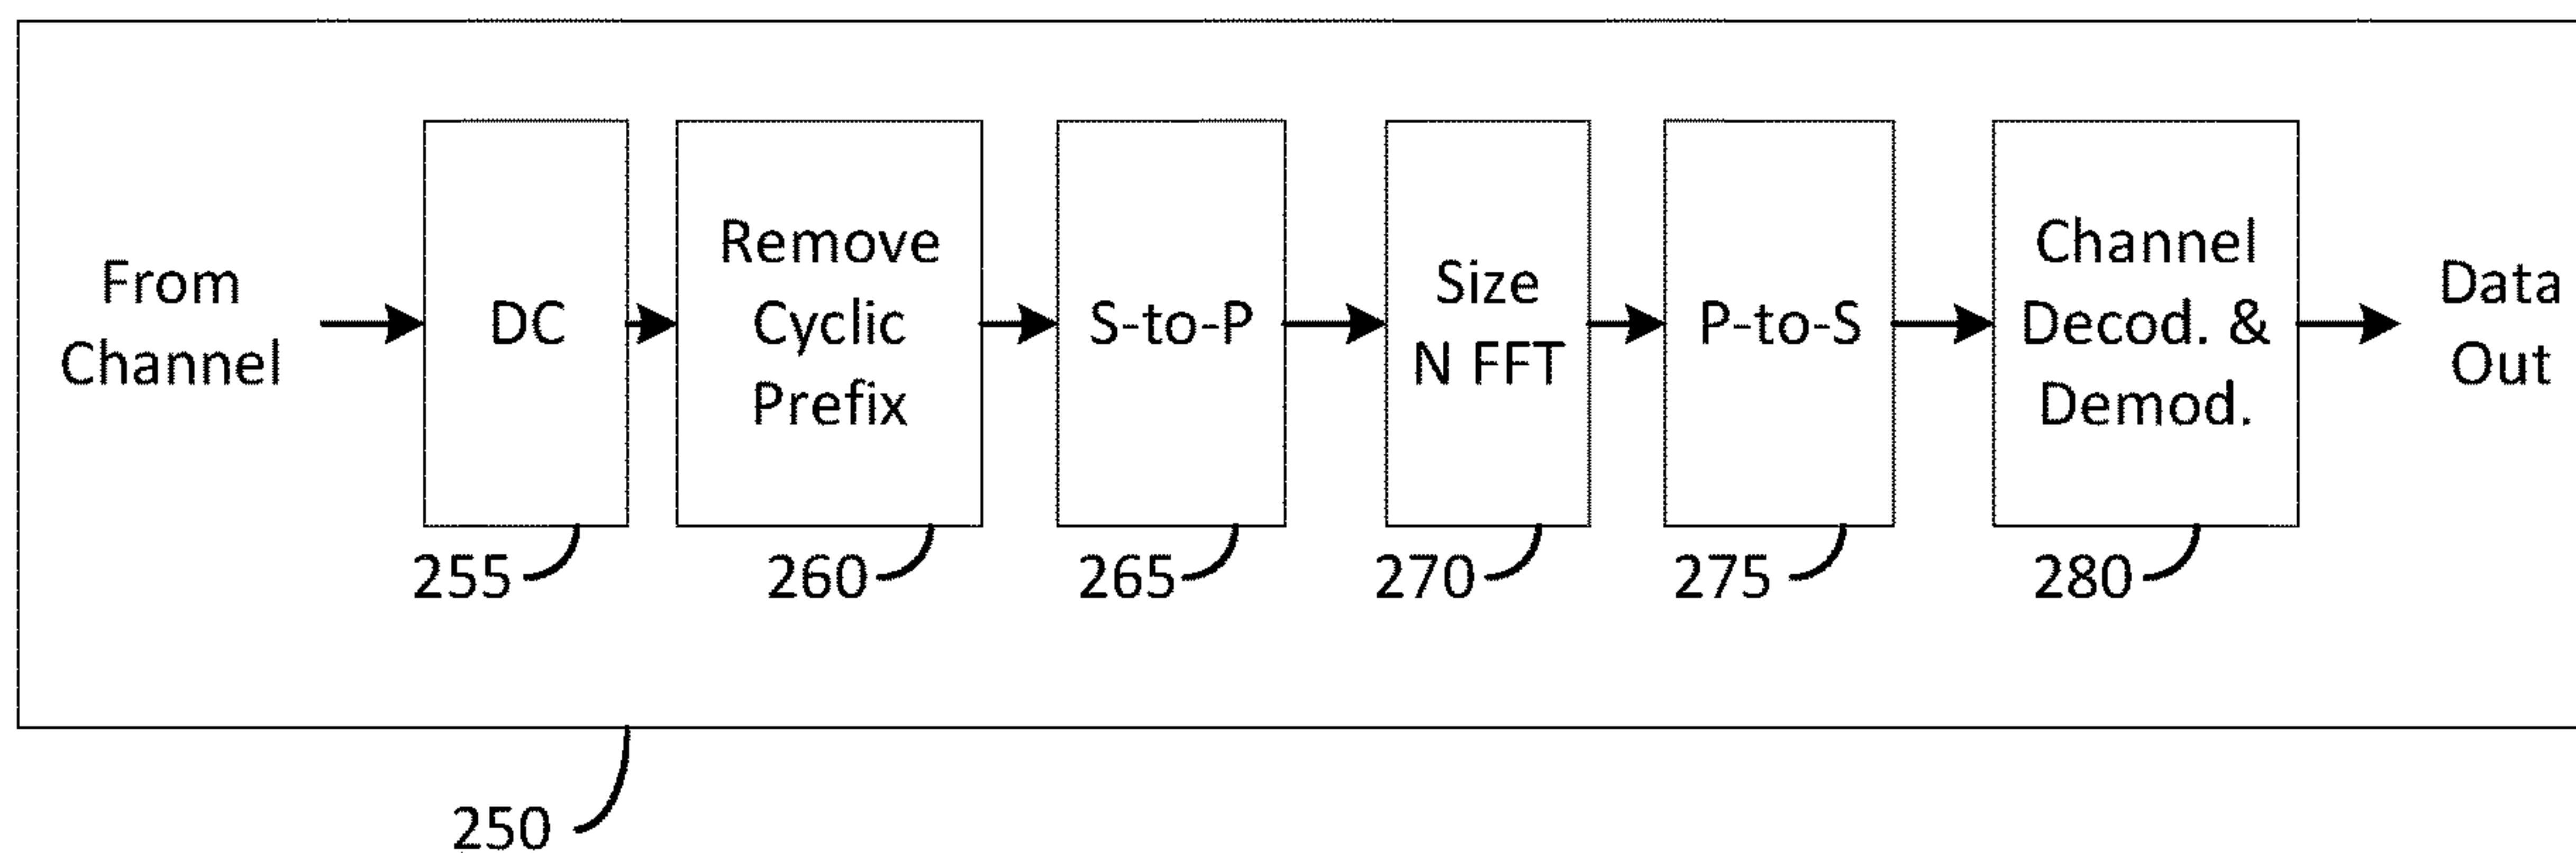 From
Channel
DC
Remove
Cyclic
Prefix
S-to-P
Size
N FFT
P-to-S
Channel
Decod. &
Demod.
Data
Out
255
260
265
270
275
280
250